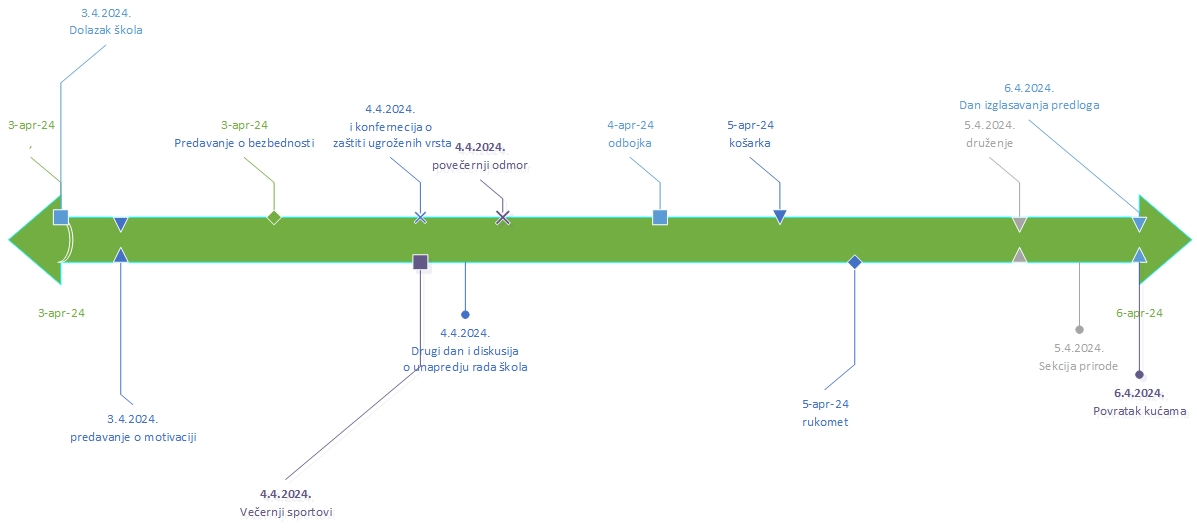 3.4.2024.
Dolazak škola
3-apr-24
,
3-apr-24
Predavanje o bezbednosti
4.4.2024.
i konfernecija o
zaštiti ugroženih vrsta
4.4.2024.
povečernji odmor
4-apr-24
odbojka
5-apr-24
košarka
6.4.2024.
Dan izglasavanja predloga
5.4.2024.
druženje
3-apr-24
6-apr-24
4.4.2024.
Drugi dan i diskusija
o unapredju rada škola
5.4.2024.
Sekcija prirode
6.4.2024.
Povratak kućama
5-apr-24
rukomet
3.4.2024.
predavanje o motivaciji
4.4.2024.
Večernji sportovi